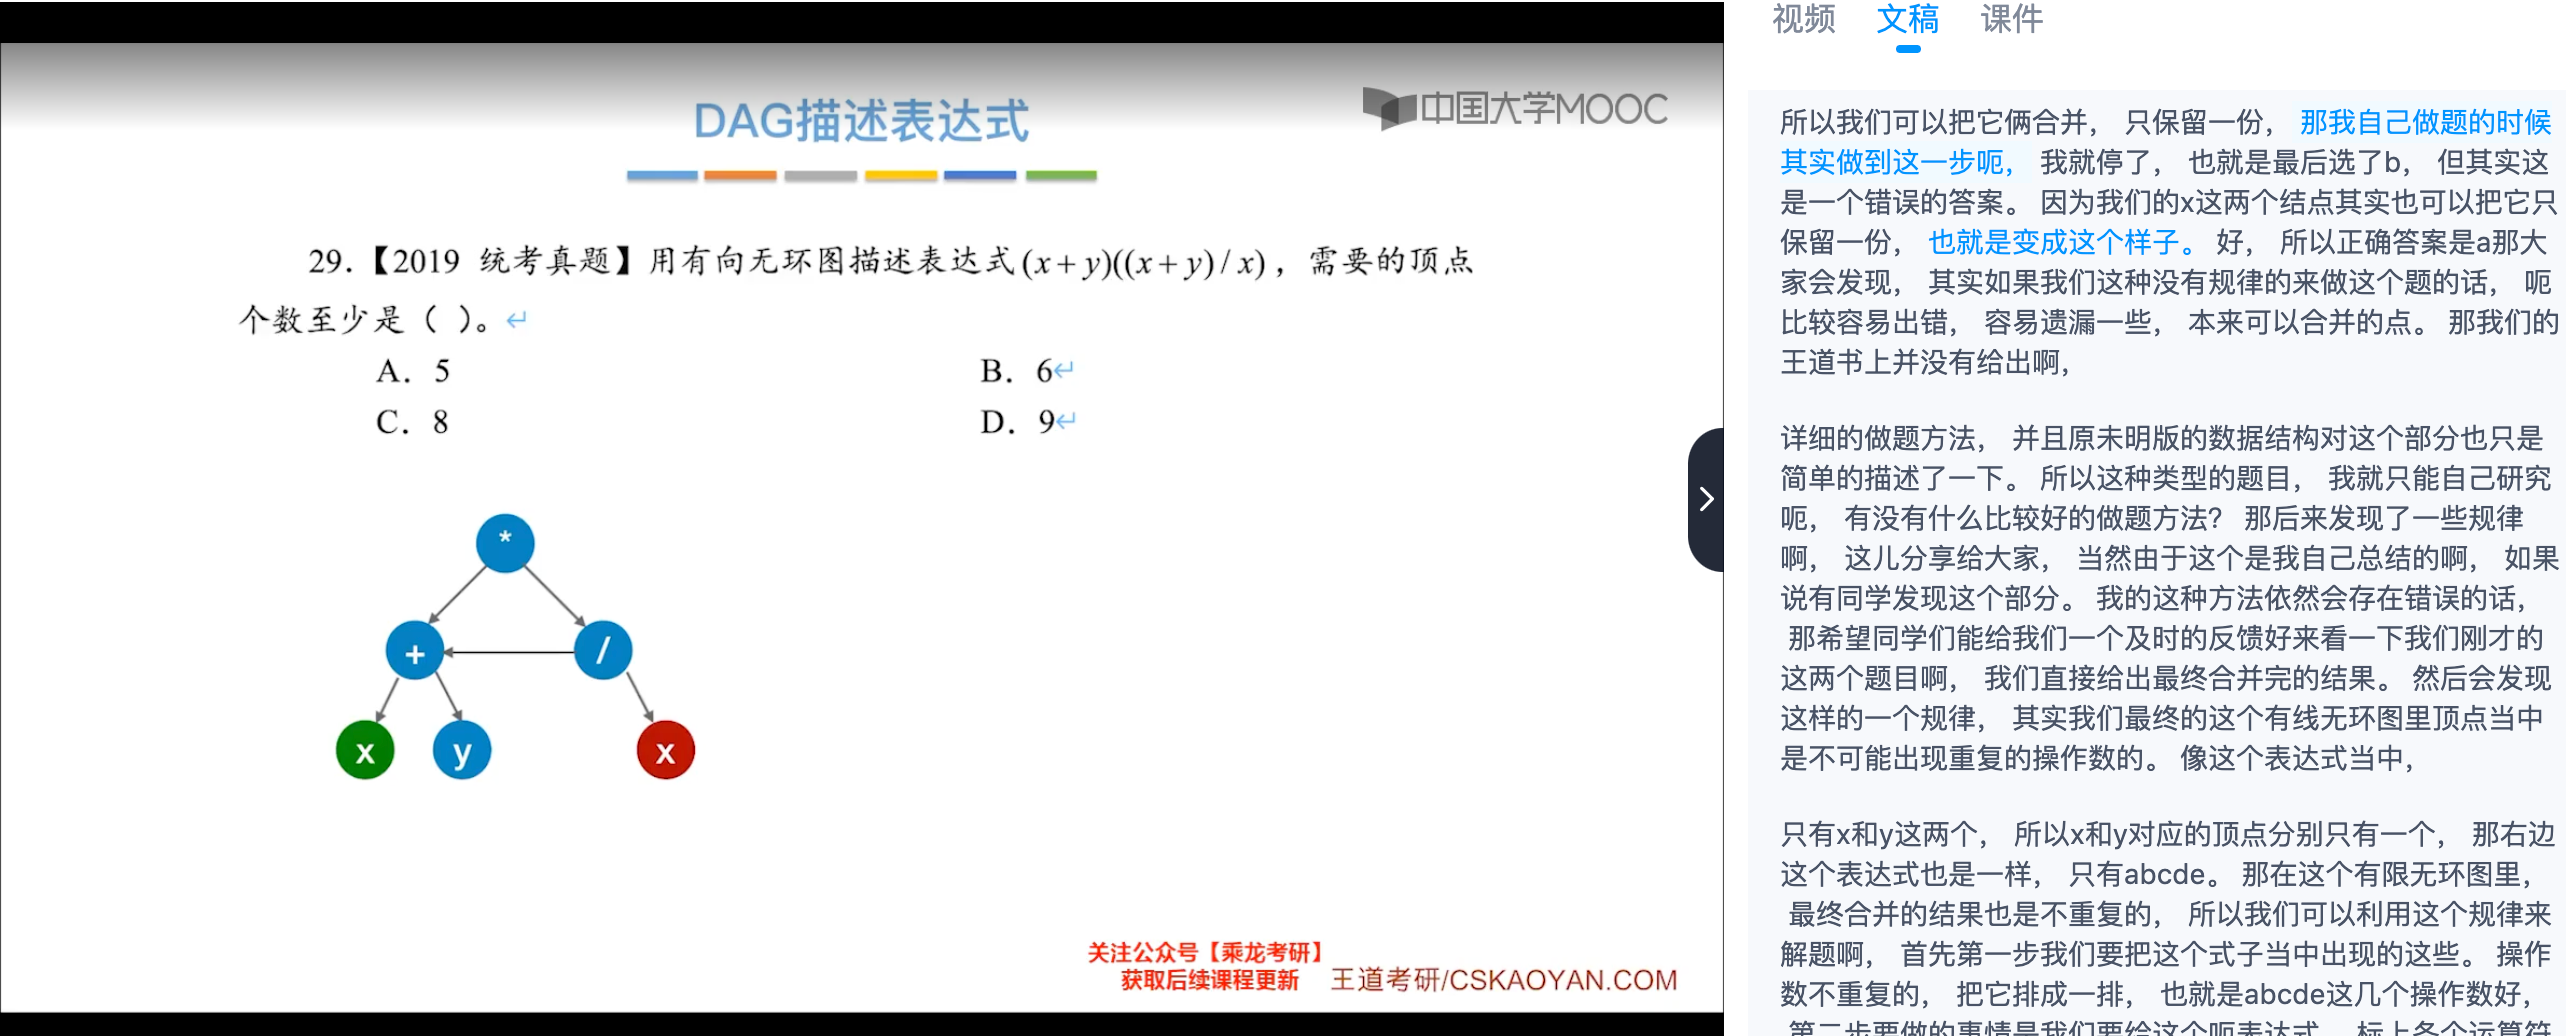 DAG描述表达式
中国大学MOOC
29.【2019 统考真题】用有向无环图描述表达式(x+y)((x+y)/x)，需要的顶点
个数至少是（ ）。↵
A. 5
B. 6↵
C. 8
D. 9↵
*
+
/
x
y
x
关注公众号【乘龙考研】
获取后续课程更新
王道考研/CSKAOYAN.COM
视频 文稿 课件
所以我们可以把它俩合并， 只保留一份， 那我自己做题的时候
其实做到这一步呃， 我就停了， 也就是最后选了b， 但其实这
是一个错误的答案。 因为我们的x这两个结点其实也可以把它只
保留一份， 也就是变成这个样子。 好， 所以正确答案是a那大
家会发现， 其实如果我们这种没有规律的来做这个题的话， 呃
比较容易出错， 容易遗漏一些， 本来可以合并的点。 那我们的
王道书上并没有给出啊，
详细的做题方法， 并且原未明版的数据结构对这个部分也只是
简单的描述了一下。 所以这种类型的题目， 我就只能自己研究
呃， 有没有什么比较好的做题方法？ 那后来发现了一些规律
啊， 这儿分享给大家， 当然由于这个是我自己总结的啊， 如果
说有同学发现这个部分。 我的这种方法依然会存在错误的话，
那希望同学们能给我们一个及时的反馈好来看一下我们刚才的
这两个题目啊， 我们直接给出最终合并完的结果。 然后会发现
这样的一个规律， 其实我们最终的这个有线无环图里顶点当中
是不可能出现重复的操作数的。 像这个表达式当中，
只有x和y这两个， 所以x和y对应的顶点分别只有一个， 那右边
这个表达式也是一样， 只有abcde。 那在这个有限无环图里，
最终合并的结果也是不重复的， 所以我们可以利用这个规律来
解题啊， 首先第一步我们要把这个式子当中出现的这些。 操作
数不重复的， 把它排成一排， 也就是abcde这几个操作数好，
第二步要做的事情是我们要给这个呃表达式， 标上各个运算符